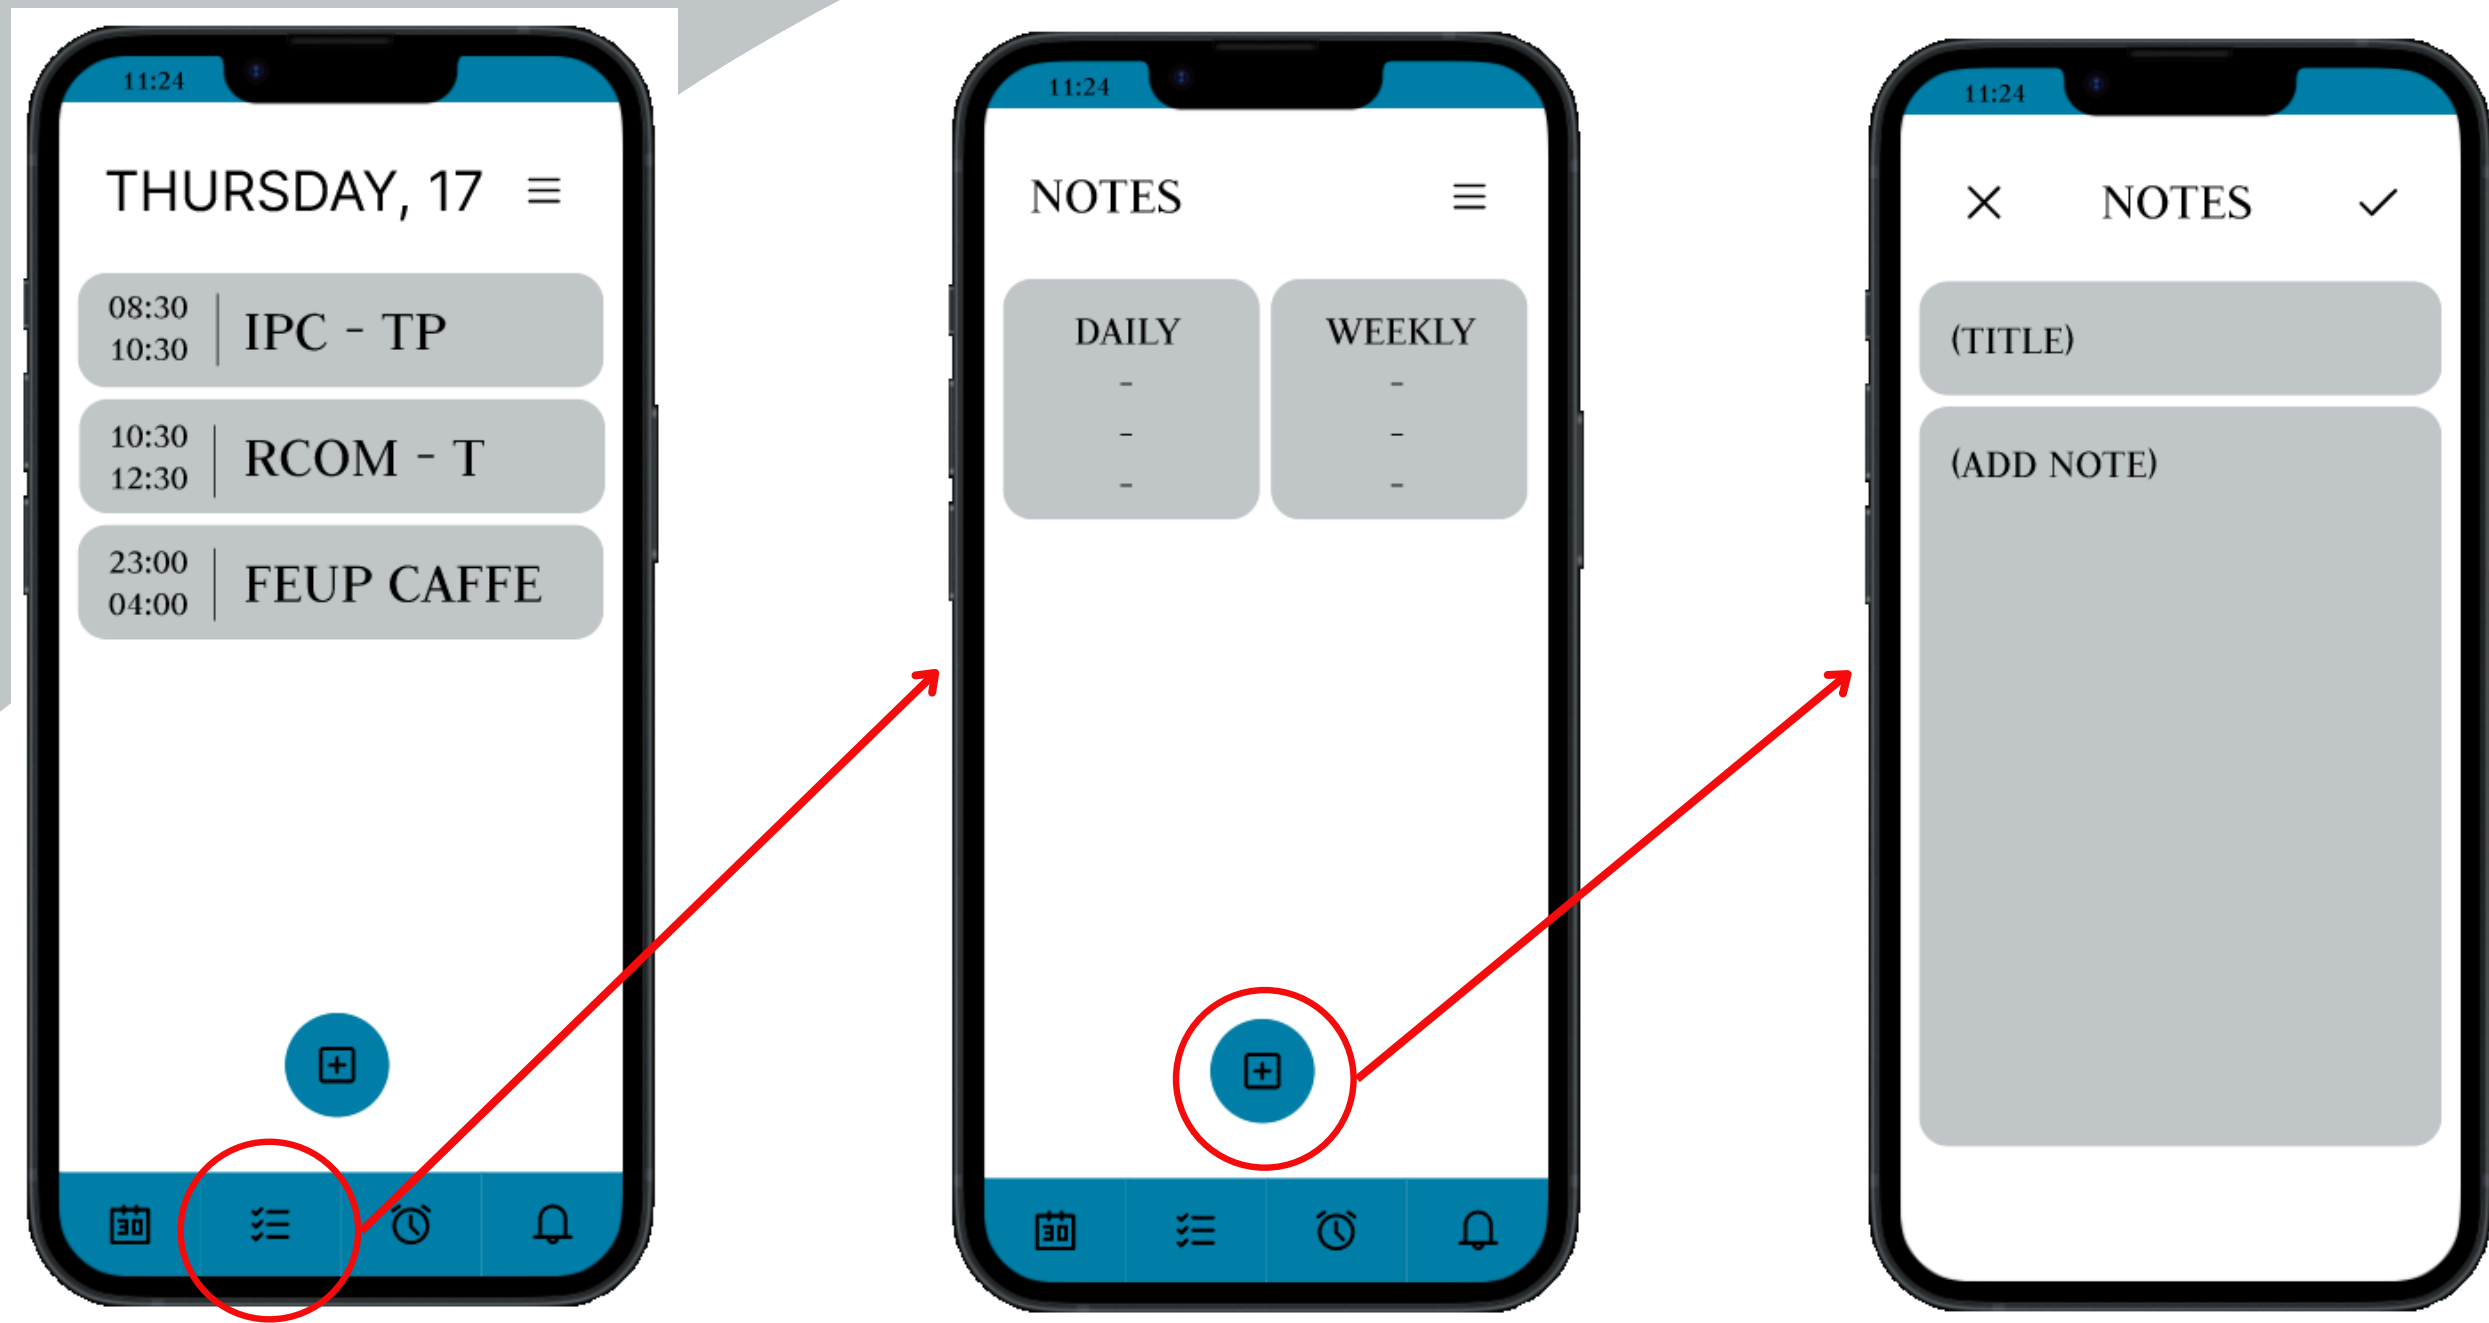 11:24
THURSDAY, 17
08:30
10:30
IPC - TP
10:30
12:30
RCOM - T
23:00
04:00
FEUP CAFFE
30
11:24
NOTES
DAILY
-
-
-
WEEKLY
-
-
-
30
11:24
NOTES
(TITLE)
(ADD NOTE)